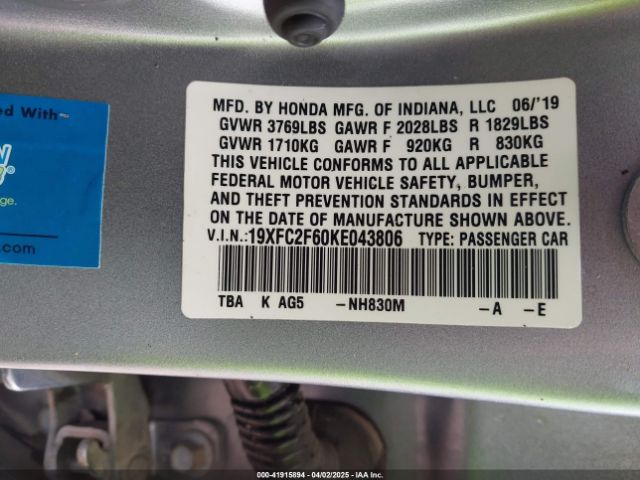 MFD. BY HONDA MFG. OF INDIANA, LLC 06/'19
GVWR 3769LBS GAWR F 2028LBS R 1829LBS
GVWR 1710KG GAWR F 920KG R 830KG
THIS VEHICLE CONFORMS TO ALL APPLICABLE
FEDERAL MOTOR VEHICLE SAFETY, BUMPER,
AND THEFT PREVENTION STANDARDS IN EFFECT
ON THE DATE OF MANUFACTURE SHOWN ABOVE.
V.I.N.: 19XFC2F60KE043806 TYPE: PASSENGER CAR
TBA K AG5 -NH830M -A -E
With
000-41915894 04/02/2025 IAA, Inc.